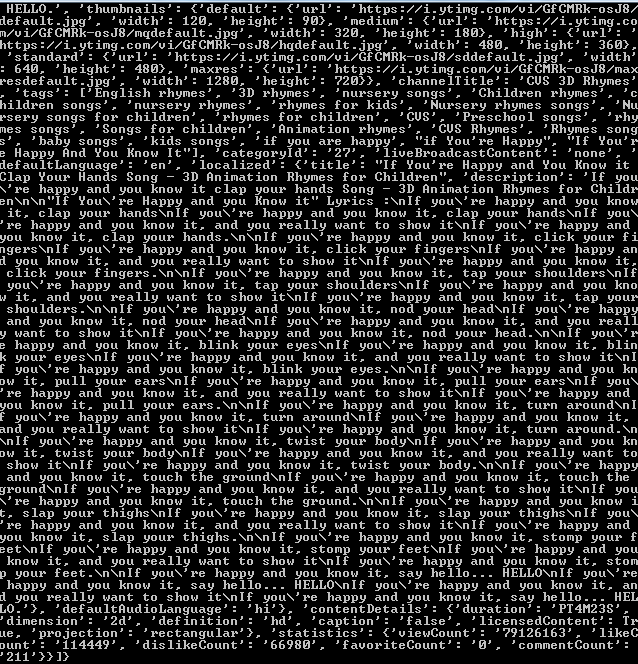 HELLO.', 'thumbnails': {'default': {'url': 'https://i.ytimg.com/vi/GfCMRk-osJ8/
default.jpg', 'width': 120, 'height': 90}, 'medium': {'url': 'https://i.ytimg.co
m/vi/GfCMRk-osJ8/mqdefault.jpg', 'width': 320, 'height': 180}, 'high': {'url': '
https://i.ytimg.com/vi/GfCMRk-osJ8/hqdefault.jpg', 'width': 480, 'height': 360},
 'standard': {'url': 'https://i.ytimg.com/vi/GfCMRk-osJ8/sddefault.jpg', 'width'
: 640, 'height': 480}, 'maxres': {'url': 'https://i.ytimg.com/vi/GfCMRk-osJ8/max
resdefault.jpg', 'width': 1280, 'height': 720}}, 'channelTitle': 'CVS 3D Rhymes'
, 'tags': ['English rhymes', '3D rhymes', 'nursery songs', 'Children rhymes', 'c
hildren songs', 'nursery rhymes', 'rhymes for kids', 'Nursery rhymes songs', 'Nu
rsery songs for children', 'rhymes for children', 'CVS', 'Preschool songs', 'rhy
mes songs', 'Songs for children', 'Animation rhymes', 'CVS Rhymes', 'Rhymes song
s', 'baby songs', 'kids songs', 'if you are happy', "if You're Happy", "If You'r
e Happy And You Know It"], 'categoryId': '27', 'liveBroadcastContent': 'none', '
defaultLanguage': 'en', 'localized': {'title': "If You're Happy and You Know it
Clap Your Hand Song - 3D Animation Rhymes for Children", 'description': 'If you
\'re happy and you know it clap your hands Song - 3D Animation Rhymes for Childr
en\n\n\n"If You\'re Happy and you Know it" Lyrics :\nIf you\'re happy and you know
 it, clap your hands\nIf you\'re happy and you know it, clap your hands\nIf you\
're happy and you know it, and you really want to show it\nIf you\'re happy and
you know it, clap your hands.\n\nIf you\'re happy and you know it, click your fi
ngers\nIf you\'re happy and you know it, click your fingers\nIf you\'re happy an
d you know it, and you really want to show it\nIf you\'re happy and you know it,
 click your fingers.\n\nIf you\'re happy and you know it, tap your shoulders\nIf
 you\'re happy and you know it, tap your shoulders\nIf you\'re happy and you kno
w it, and you really want to show it\nIf you\'re happy and you know it, tap your
 shoulders.\n\nIf you\'re happy and you know it, nod your head\nIf you\'re happy
 and you know it, nod your head\nIf you\'re happy and you know it, and you reall
y want to show it\nIf you\'re happy and you know it, nod your head.\n\nIf you\'r
e happy and you know it, blink your eyes\nIf you\'re happy and you know it, blin
k your eyes\nIf you\'re happy and you know it, and you really want to show it\nI
f you\'re happy and you know it, blink your eyes.\n\nIf you\'re happy and you kn
ow it, pull your ears\nIf you\'re happy and you know it, pull your ears\nIf you\
're happy and you know it, and you really want to show it\nIf you\'re happy and
you know it, pull your ears.\n\nIf you\'re happy and you know it, turn around\nI
f you\'re happy and you know it, turn around\nIf you\'re happy and you know it,
and you really want to show it\nIf you\'re happy and you know it, turn around.\n
\nIf you\'re happy and you know it, twist your body\nIf you\'re happy and you kn
ow it, twist your body\nIf you\'re happy and you know it, and you really want to
 show it\nIf you\'re happy and you know it, twist your body.\n\nIf you\'re happy
 and you know it, touch the ground\nIf you\'re happy and you know it, touch the
ground\nIf you\'re happy and you know it, and you really want to show it\nIf you
\'re happy and you know it, touch the ground.\n\nIf you\'re happy and you know i
t, slap your thighs\nIf you\'re happy and you know it, slap your thighs\nIf you\
're happy and you know it, and you really want to show it\nIf you\'re happy and
you know it, slap your thighs.\n\nIf you\'re happy and you know it, stomp your f
eet\nIf you\'re happy and you know it, stomp your feet\nIf you\'re happy and you
 know it, and you really want to show it\nIf you\'re happy and you know it, stom
p your feet.\n\nIf you\'re happy and you know it, say hello... HELLO\nIf you\'re
 happy and you know it, say hello... HELLO\nIf you\'re happy and you know it, an
d you really want to show it\nIf you\'re happy and you know it, say hello... HEL
LO.'}, 'defaultAudioLanguage': 'hi'}, 'contentDetails': {'duration': 'PT4M23S',
'dimension': '2d', 'definition': 'hd', 'caption': 'false', 'licensedContent': Tr
ue, 'projection': 'rectangular'}, 'statistics': {'viewCount': '79126163', 'likeC
ount': '114449', 'dislikeCount': '66980', 'favoriteCount': '0', 'commentCount':
'211'}}]}